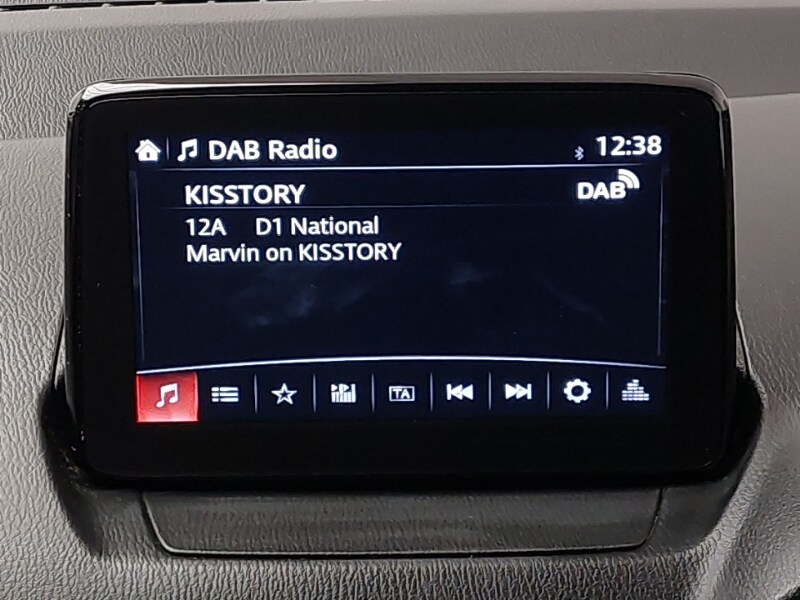 DAB Radio 12:38
KISSTORY DAB
12A D1 National
Marvin on KISSTORY
TA